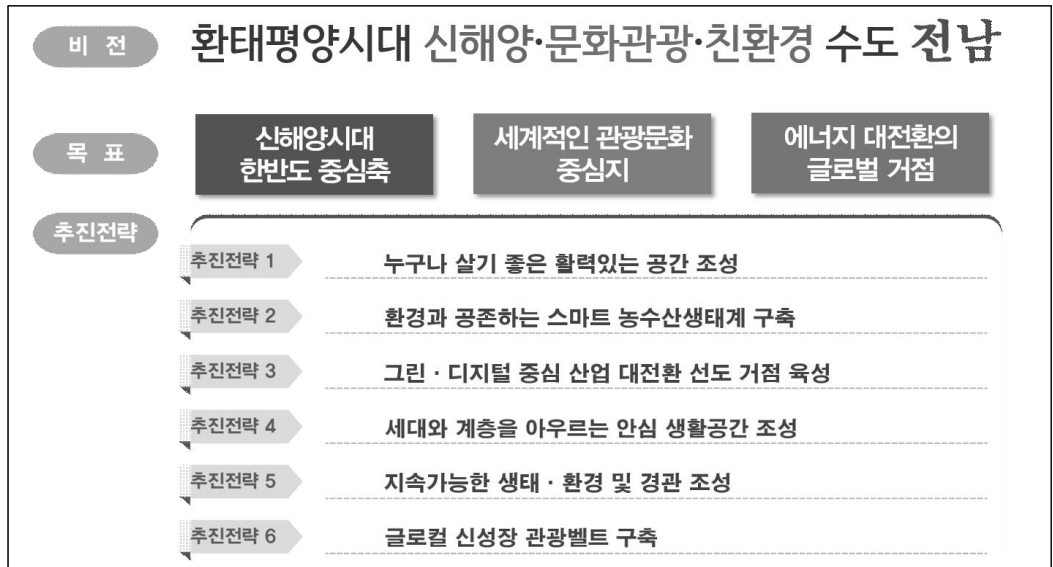 비 전
환태평양시대 신해양·문화관광·친환경 수도 전남
목 표
신해양시대
한반도 중심축
세계적인 관광문화
중심지
에너지 대전환의
글로벌 거점
추진전략
추진전략 1 누구나 살기 좋은 활력있는 공간 조성
추진전략 2 환경과 공존하는 스마트 농수산생태계 구축
추진전략 3 그린 · 디지털 중심 산업 대전환 선도 거점 육성
추진전략 4 세대와 계층을 아우르는 안심 생활공간 조성
추진전략 5 지속가능한 생태 · 환경 및 경관 조성
추진전략 6 글로컬 신성장 관광벨트 구축